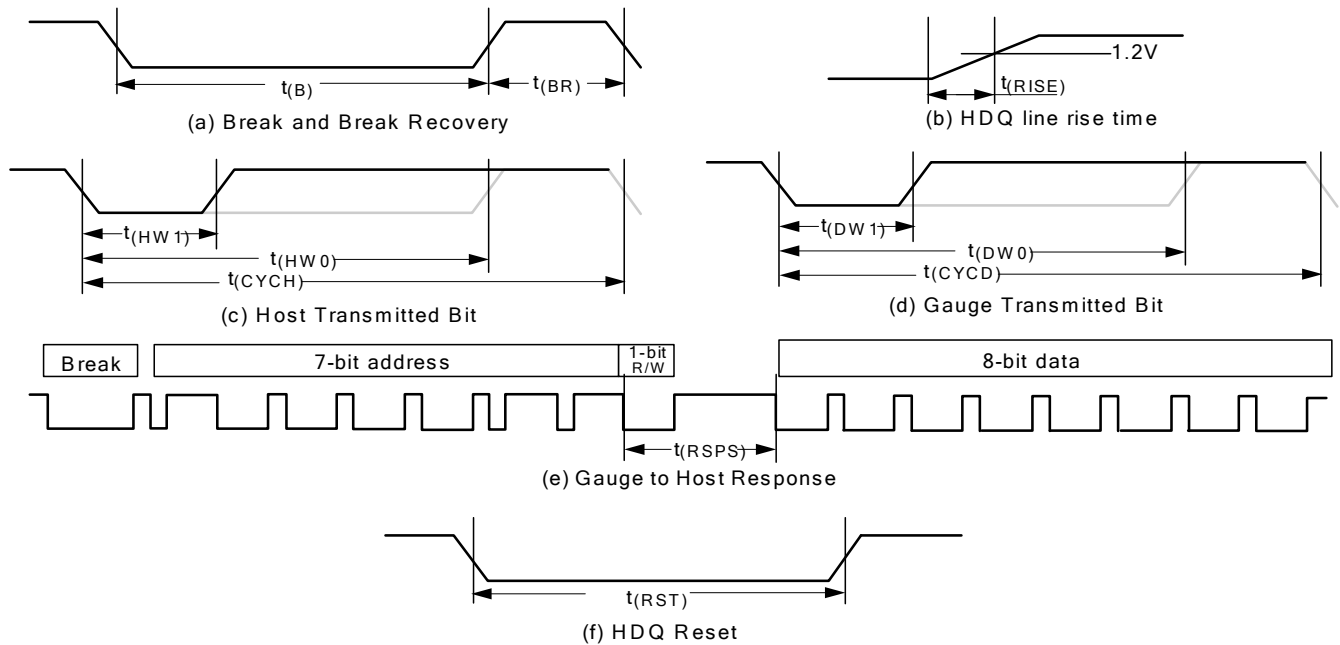 t(B)
t(BR)
(a) Break and Break Recovery
1.2V
t(RISE)
(b) HDQ line rise time
t(HW1)
t(HW0)
t(CYCH)
(c) Host Transmitted Bit
t(DW1)
t(DW0)
t(CYCD)
(d) Gauge Transmitted Bit
Break
7-bit address
1-bit
R/W
8-bit data
t(RSPS)
(e) Gauge to Host Response
t(RST)
(f) HDQ Reset